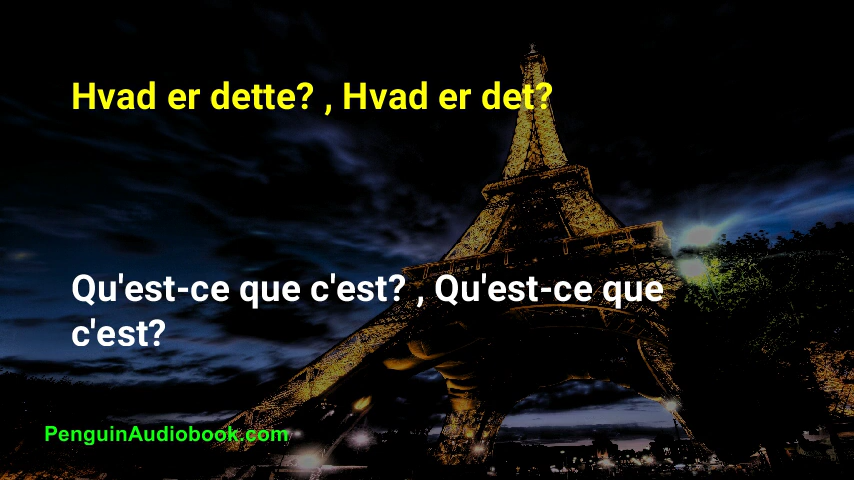 Hvad er dette? , Hvad er det?
Qu'est-ce que c'est? , Qu'est-ce que
c'est?
PenguinAudiobook.com